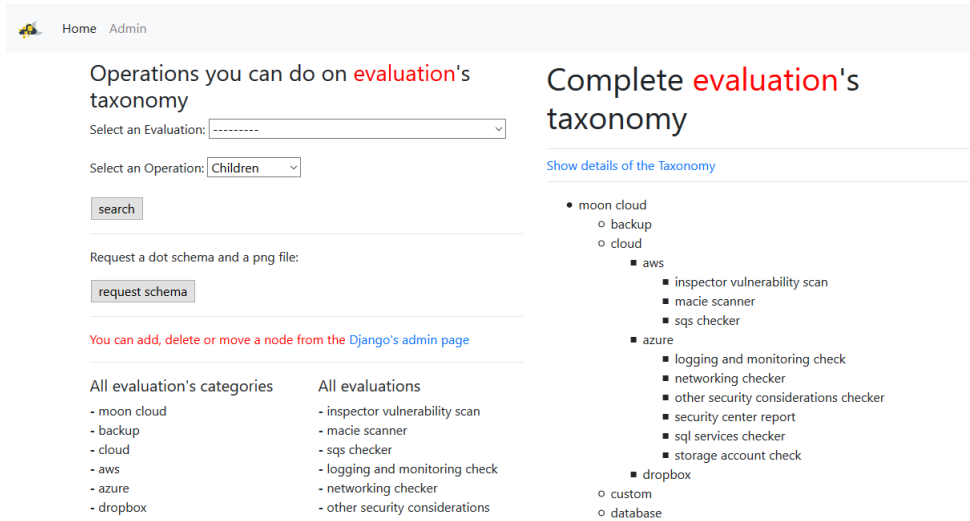 Home Admin
Operations you can do on evaluation's
taxonomy
Select an Evaluation: ---------
Select an Operation: Children
search
Request a dot schema and a png file:
request schema
You can add, delete or move a node from the Django's admin page
All evaluation's categories
- moon cloud
- backup
- cloud
- aws
- azure
- dropbox
All evaluations
- inspector vulnerability scan
- macie scanner
- sqs checker
- logging and monitoring check
- networking checker
- other security considerations
Complete evaluation's
taxonomy
Show details of the Taxonomy
moon cloud
backup
cloud
aws
inspector vulnerability scan
macie scanner
sqs checker
azure
logging and monitoring check
networking checker
other security considerations checker
security center report
sql services checker
storage account check
dropbox
custom
database